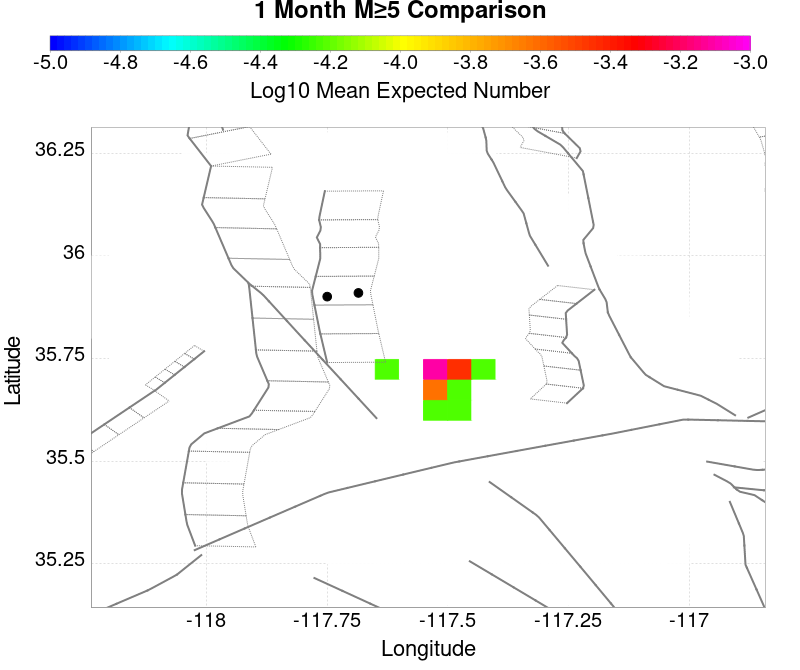 1 Month M≥5 Comparison
-5.0 -4.8 -4.6 -4.4 -4.2 -4.0 -3.8 -3.6 -3.4 -3.2 -3.0
Log10 Mean Expected Number
36.25
36
35.75
35.5
35.25
Latitude
-118 -117.75 -117.5 -117.25 -117
Longitude